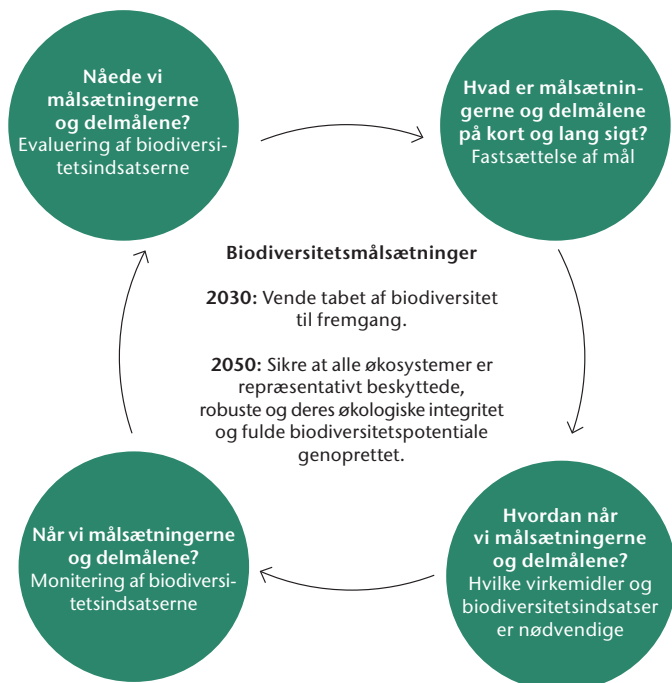 Nåede vi
målsætningerne
og delmålene?
Evaluering af biodiversi-
tetsindsatserne
Hvad er målsætnin-
gerne og delmålene
på kort og lang sigt?
Fastsættelse af mål
Biodiversitetsmålsætninger
2030: Vende tabet af biodiversitet
til fremgang.
2050: Sikre at alle økosystemer er
repræsentativt beskyttede,
robuste og deres økologiske integritet
og fulde biodiversitetspotentiale
genoprettet.
Når vi målsætningerne
og delmålene?
Monitering af biodiversi-
tetsindsatserne
Hvordan når
vi målsætningerne
og delmålene?
Hvilke virkemidler og
biodiversitetsindsatser
er nødvendige